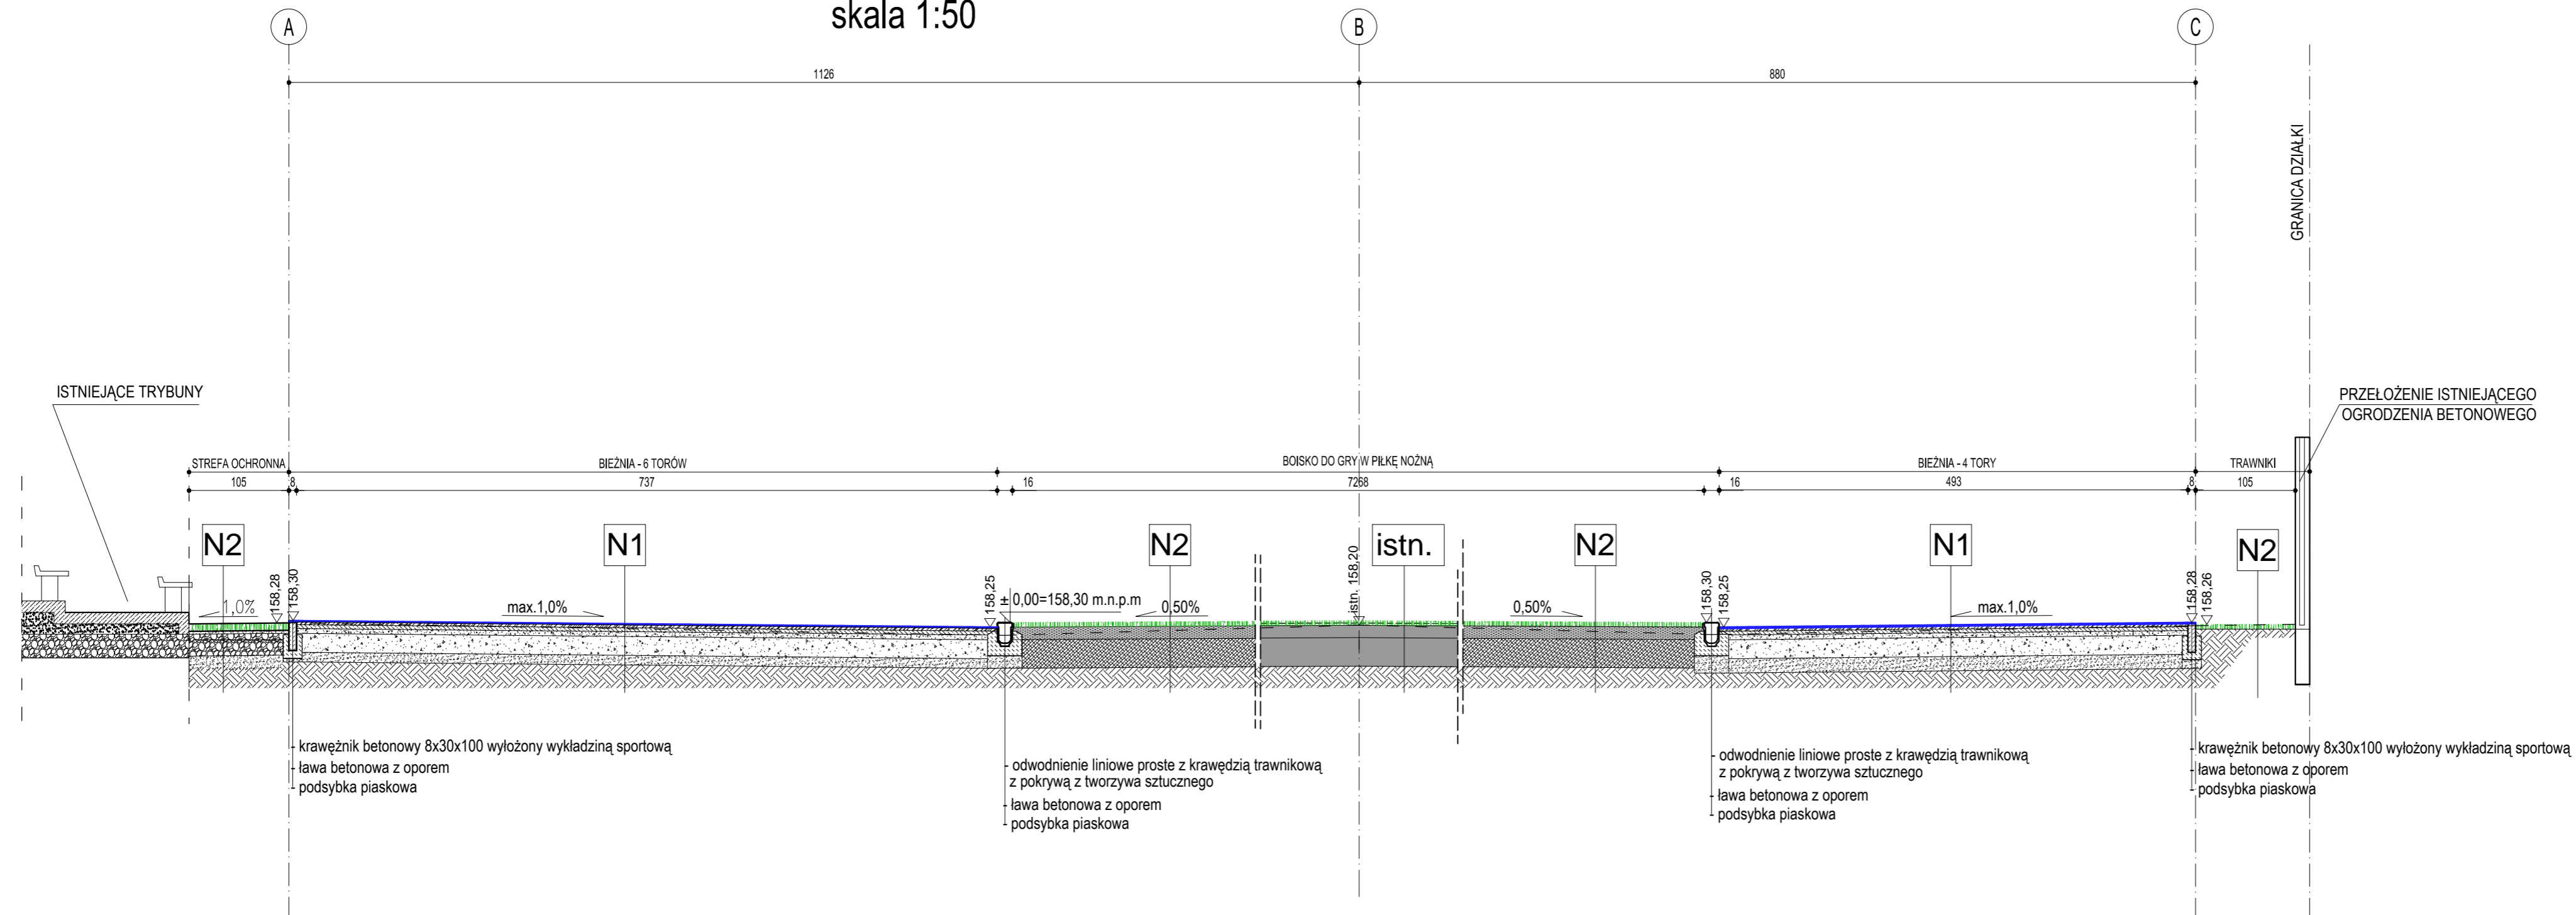 skala 1:50
A
B
C
1126
880
GRANICA DZIAŁKI
ISTNIEJĄCE TRYBUNY
PRZEŁOŻENIE ISTNIEJĄCEGO
OGRODZENIA BETONOWEGO
STREFA OCHRONNA
BIEŻNIA - 6 TORÓW
BOISKO DO GRY W PIŁKĘ NOŻNĄ
BIEŻNIA - 4 TORY
TRAWNIKI
105
8
737
16
7268
16
493
8
105
N2
N1
N2
istn.
N2
N1
N2
1,0%
158,28
158,30
max.1,0%
158,25
± 0,00=158,30 m.n.p.m
0,50%
istn. 158,20
0,50%
158,30
158,25
max.1,0%
158,28
158,26
- krawężnik betonowy 8x30x100 wyłożony wykładziną sportową
- ława betonowa z oporem
- podsybka piaskowa
- odwodnienie liniowe proste z krawędzią trawnikową
z pokrywą z tworzywa sztucznego
- ława betonowa z oporem
- podsybka piaskowa
- odwodnienie liniowe proste z krawędzią trawnikową
z pokrywą z tworzywa sztucznego
- ława betonowa z oporem
- podsybka piaskowa
- krawężnik betonowy 8x30x100 wyłożony wykładziną sportową
- ława betonowa z oporem
- podsybka piaskowa